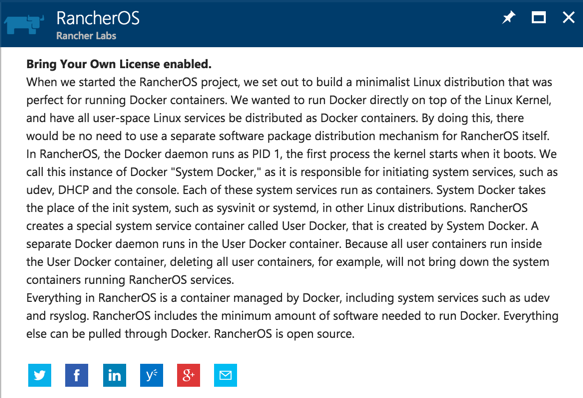 RancherOS
Rancher Labs
Bring Your Own License enabled.
When we started the RancherOS project, we set out to build a minimalist Linux distribution that was
perfect for running Docker containers. We wanted to run Docker directly on top of the Linux Kernel,
and have all user-space Linux services be distributed as Docker containers. By doing this, there
would be no need to use a separate software package distribution mechanism for RancherOS itself.
In RancherOS, the Docker daemon runs as PID 1, the first process the kernel starts when it boots. We
call this instance of Docker "System Docker," as it is responsible for initiating system services, such as
udev, DHCP and the console. Each of these system services run as containers. System Docker takes
the place of the init system, such as sysvinit or systemd, in other Linux distributions. RancherOS
creates a special system service container called User Docker, that is created by System Docker. A
separate Docker daemon runs in the User Docker container. Because all user containers run inside
the User Docker container, deleting all user containers, for example, will not bring down the system
containers running RancherOS services.
Everything in RancherOS is a container managed by Docker, including system services such as udev
and rsyslog. RancherOS includes the minimum amount of software needed to run Docker. Everything
else can be pulled through Docker. RancherOS is open source.
f in y g+